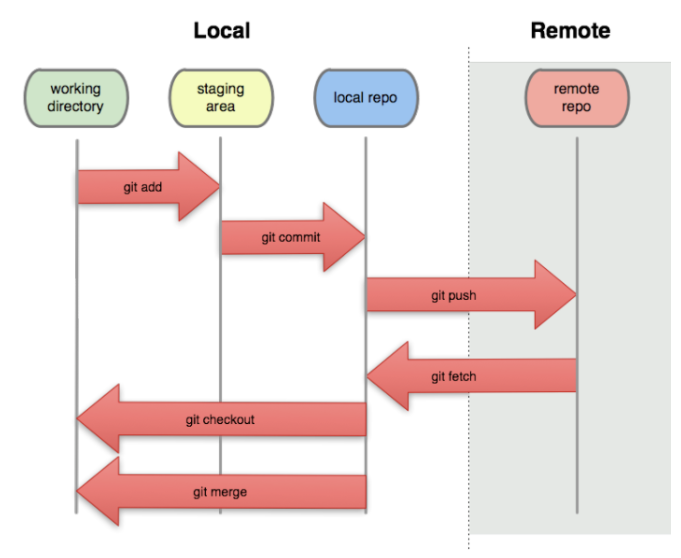 Local
Remote
working
directory
staging
area
local repo
remote
repo
git add
git commit
git push
git fetch
git checkout
git merge